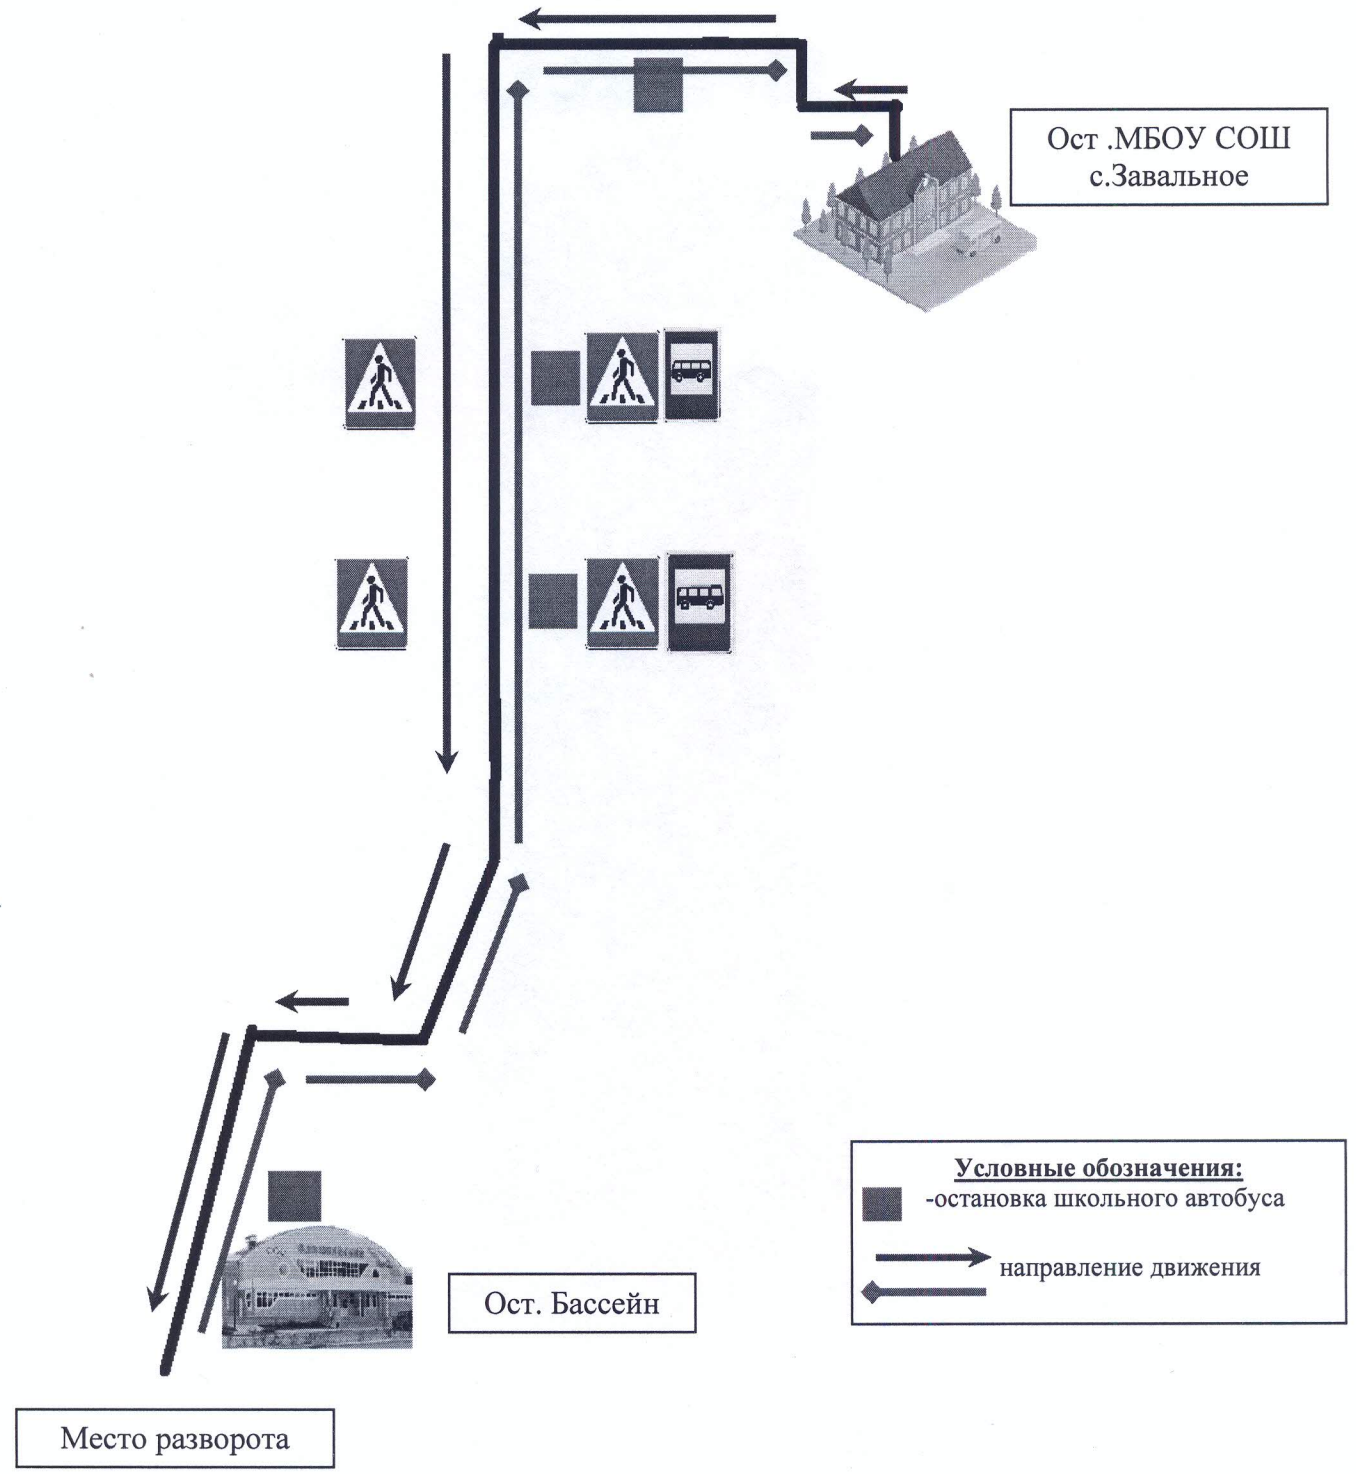 Ост .МБОУ СОШ
с.Завальное
Условные обозначения:
-остановка школьного автобуса
направление движения
Ост. Бассейн
Место разворота